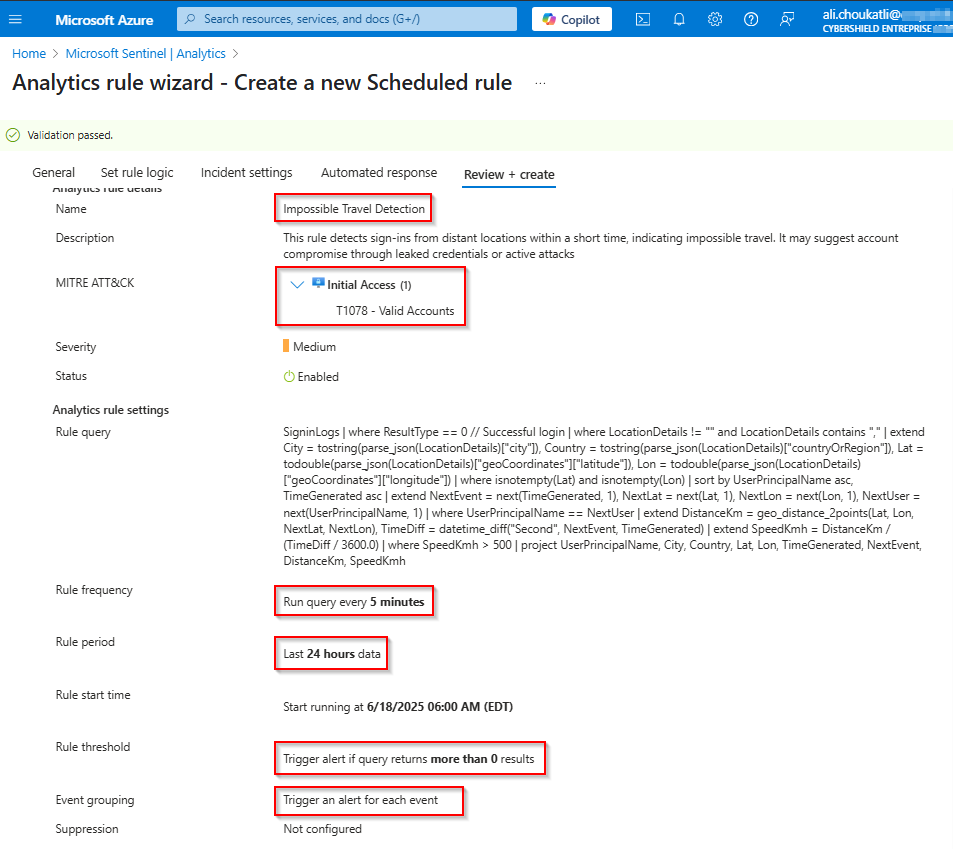 Microsoft Azure
Search resources, services, and docs (G+/)
Copilot
ali.choukatli@
CYBERSHIELD ENTREPRISE
Home > Microsoft Sentinel | Analytics >
Analytics rule wizard - Create a new Scheduled rule ...
Validation passed.
General Set rule logic Incident settings Automated response Review + create
Analytics rule details
Name Impossible Travel Detection
Description This rule detects sign-ins from distant locations within a short time, indicating impossible travel. It may suggest account
compromise through leaked credentials or active attacks
MITRE ATT&CK Initial Access (1)
T1078 - Valid Accounts
Severity Medium
Status Enabled
Analytics rule settings
Rule query SigninLogs | where ResultType == 0 // Successful login | where LocationDetails != "" and LocationDetails contains "," | extend
City = tostring(parse_json(LocationDetails)["city"]), Country = tostring(parse_json(LocationDetails)["countryOrRegion"]), Lat =
todouble(parse_json(LocationDetails)["geoCoordinates"]["latitude"]), Lon = todouble(parse_json(LocationDetails)
["geoCoordinates"]["longitude"]) | where isnotempty(Lat) and isnotempty(Lon) | sort by UserPrincipalName asc,
TimeGenerated asc | extend NextEvent = next(TimeGenerated, 1), NextLat = next(Lat, 1), NextLon = next(Lon, 1), NextUser =
next(UserPrincipalName, 1) | where UserPrincipalName == NextUser | extend DistanceKm = geo_distance_2points(Lat, Lon,
NextLat, NextLon), TimeDiff = datetime_diff("Second", NextEvent, TimeGenerated) | extend SpeedKmh = DistanceKm /
(TimeDiff / 3600.0) | where SpeedKmh > 500 | project UserPrincipalName, City, Country, Lat, Lon, TimeGenerated, NextEvent,
DistanceKm, SpeedKmh
Rule frequency Run query every 5 minutes
Rule period Last 24 hours data
Rule start time Start running at 6/18/2025 06:00 AM (EDT)
Rule threshold Trigger alert if query returns more than 0 results
Event grouping Trigger an alert for each event
Suppression Not configured